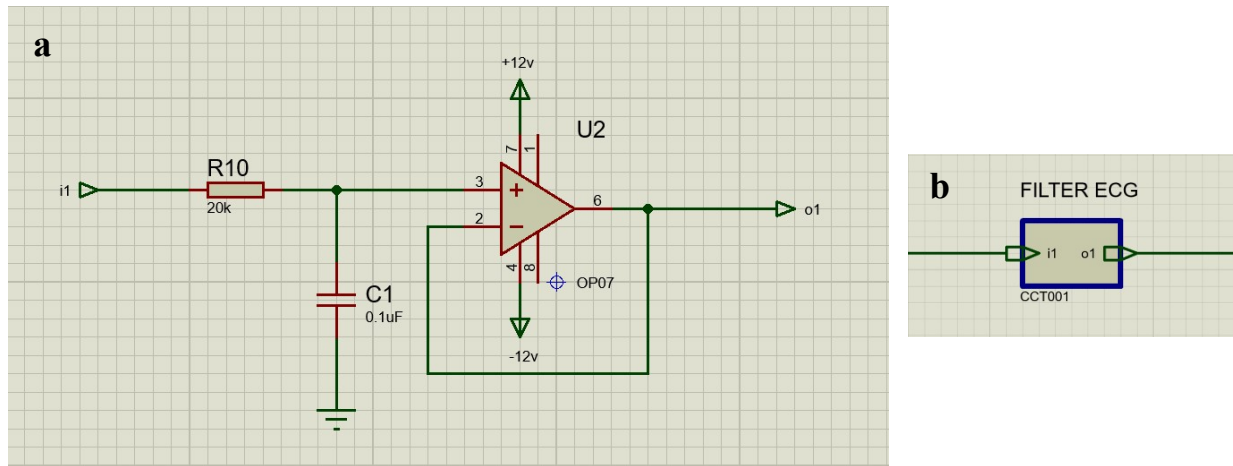 a
+12v
U2
7
1
R10
i1
3
+
6
20k
2
−
o1
4
8
OP07
C1
0.1uF
-12v
b
FILTER ECG
i1
o1
CCT001